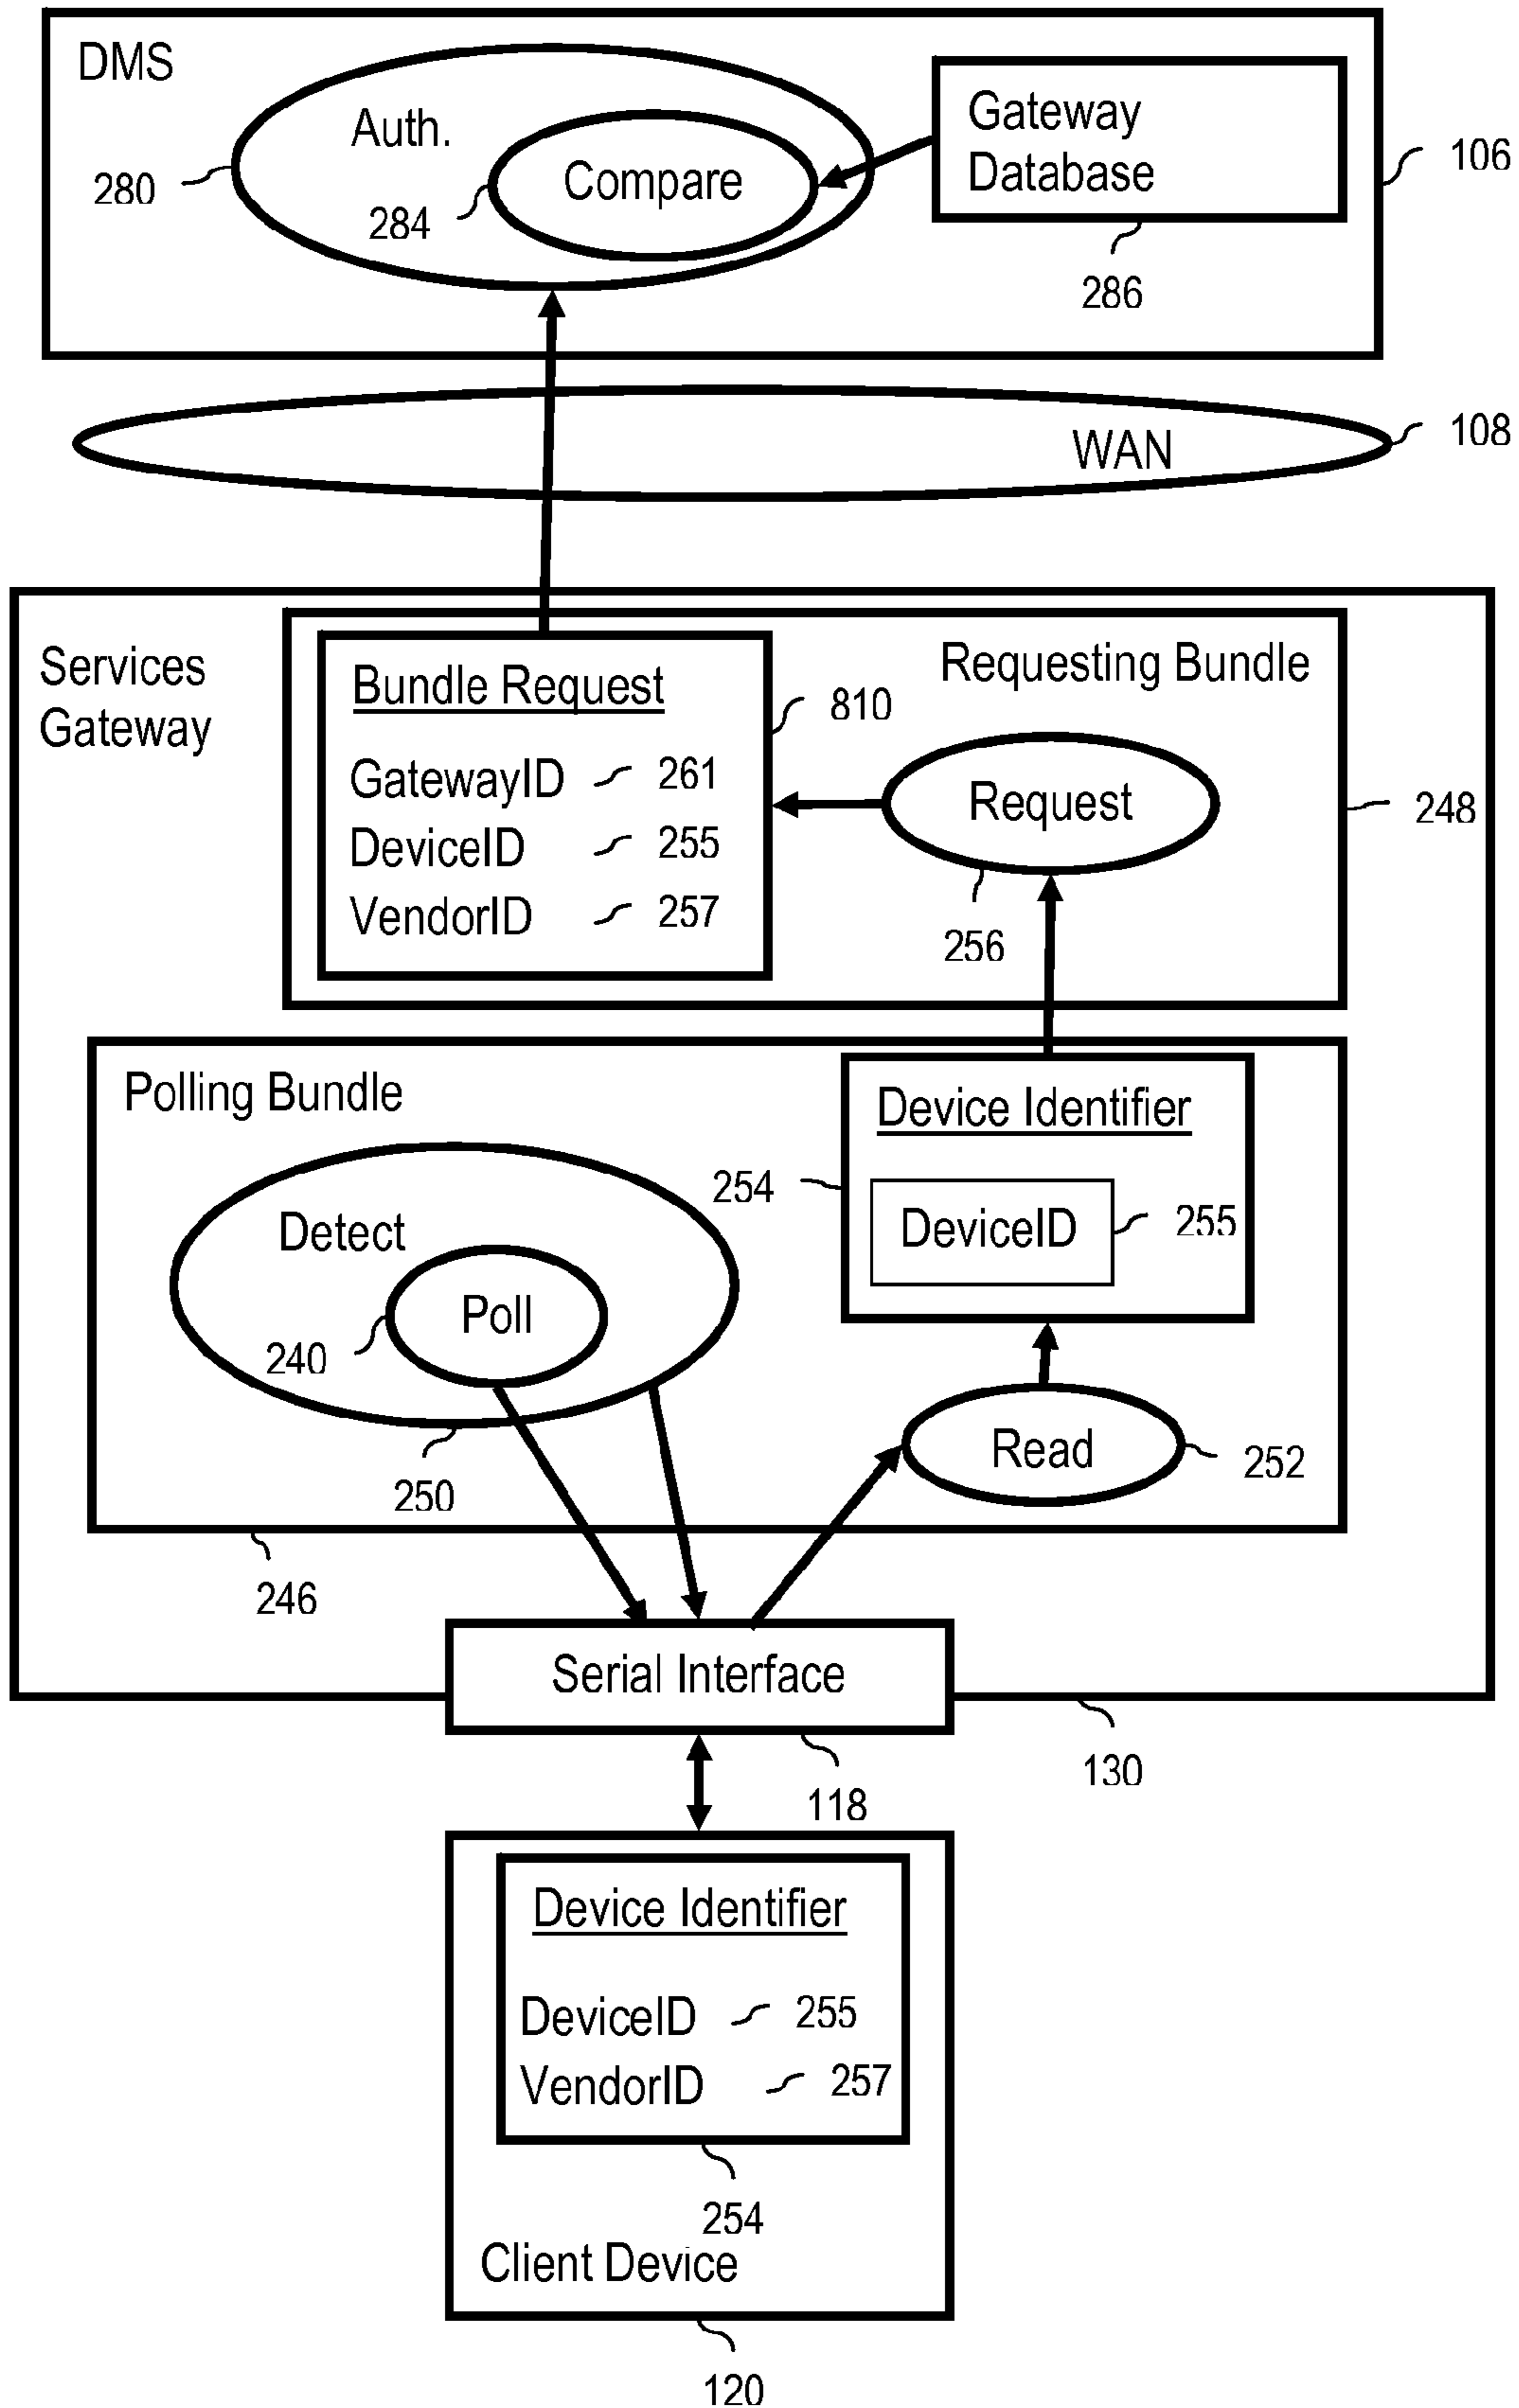 DMS
Auth.
Compare
Gateway
Database
280
284
286
106
WAN
108
Services
Gateway
Bundle Request
GatewayID 261
DeviceID 255
VendorID 257
810
Requesting Bundle
Request
256
248
Polling Bundle
Detect
Poll
240
250
Device Identifier
254
DeviceID
255
Read
252
246
Serial Interface
118
130
Device Identifier
DeviceID 255
VendorID 257
254
Client Device
120